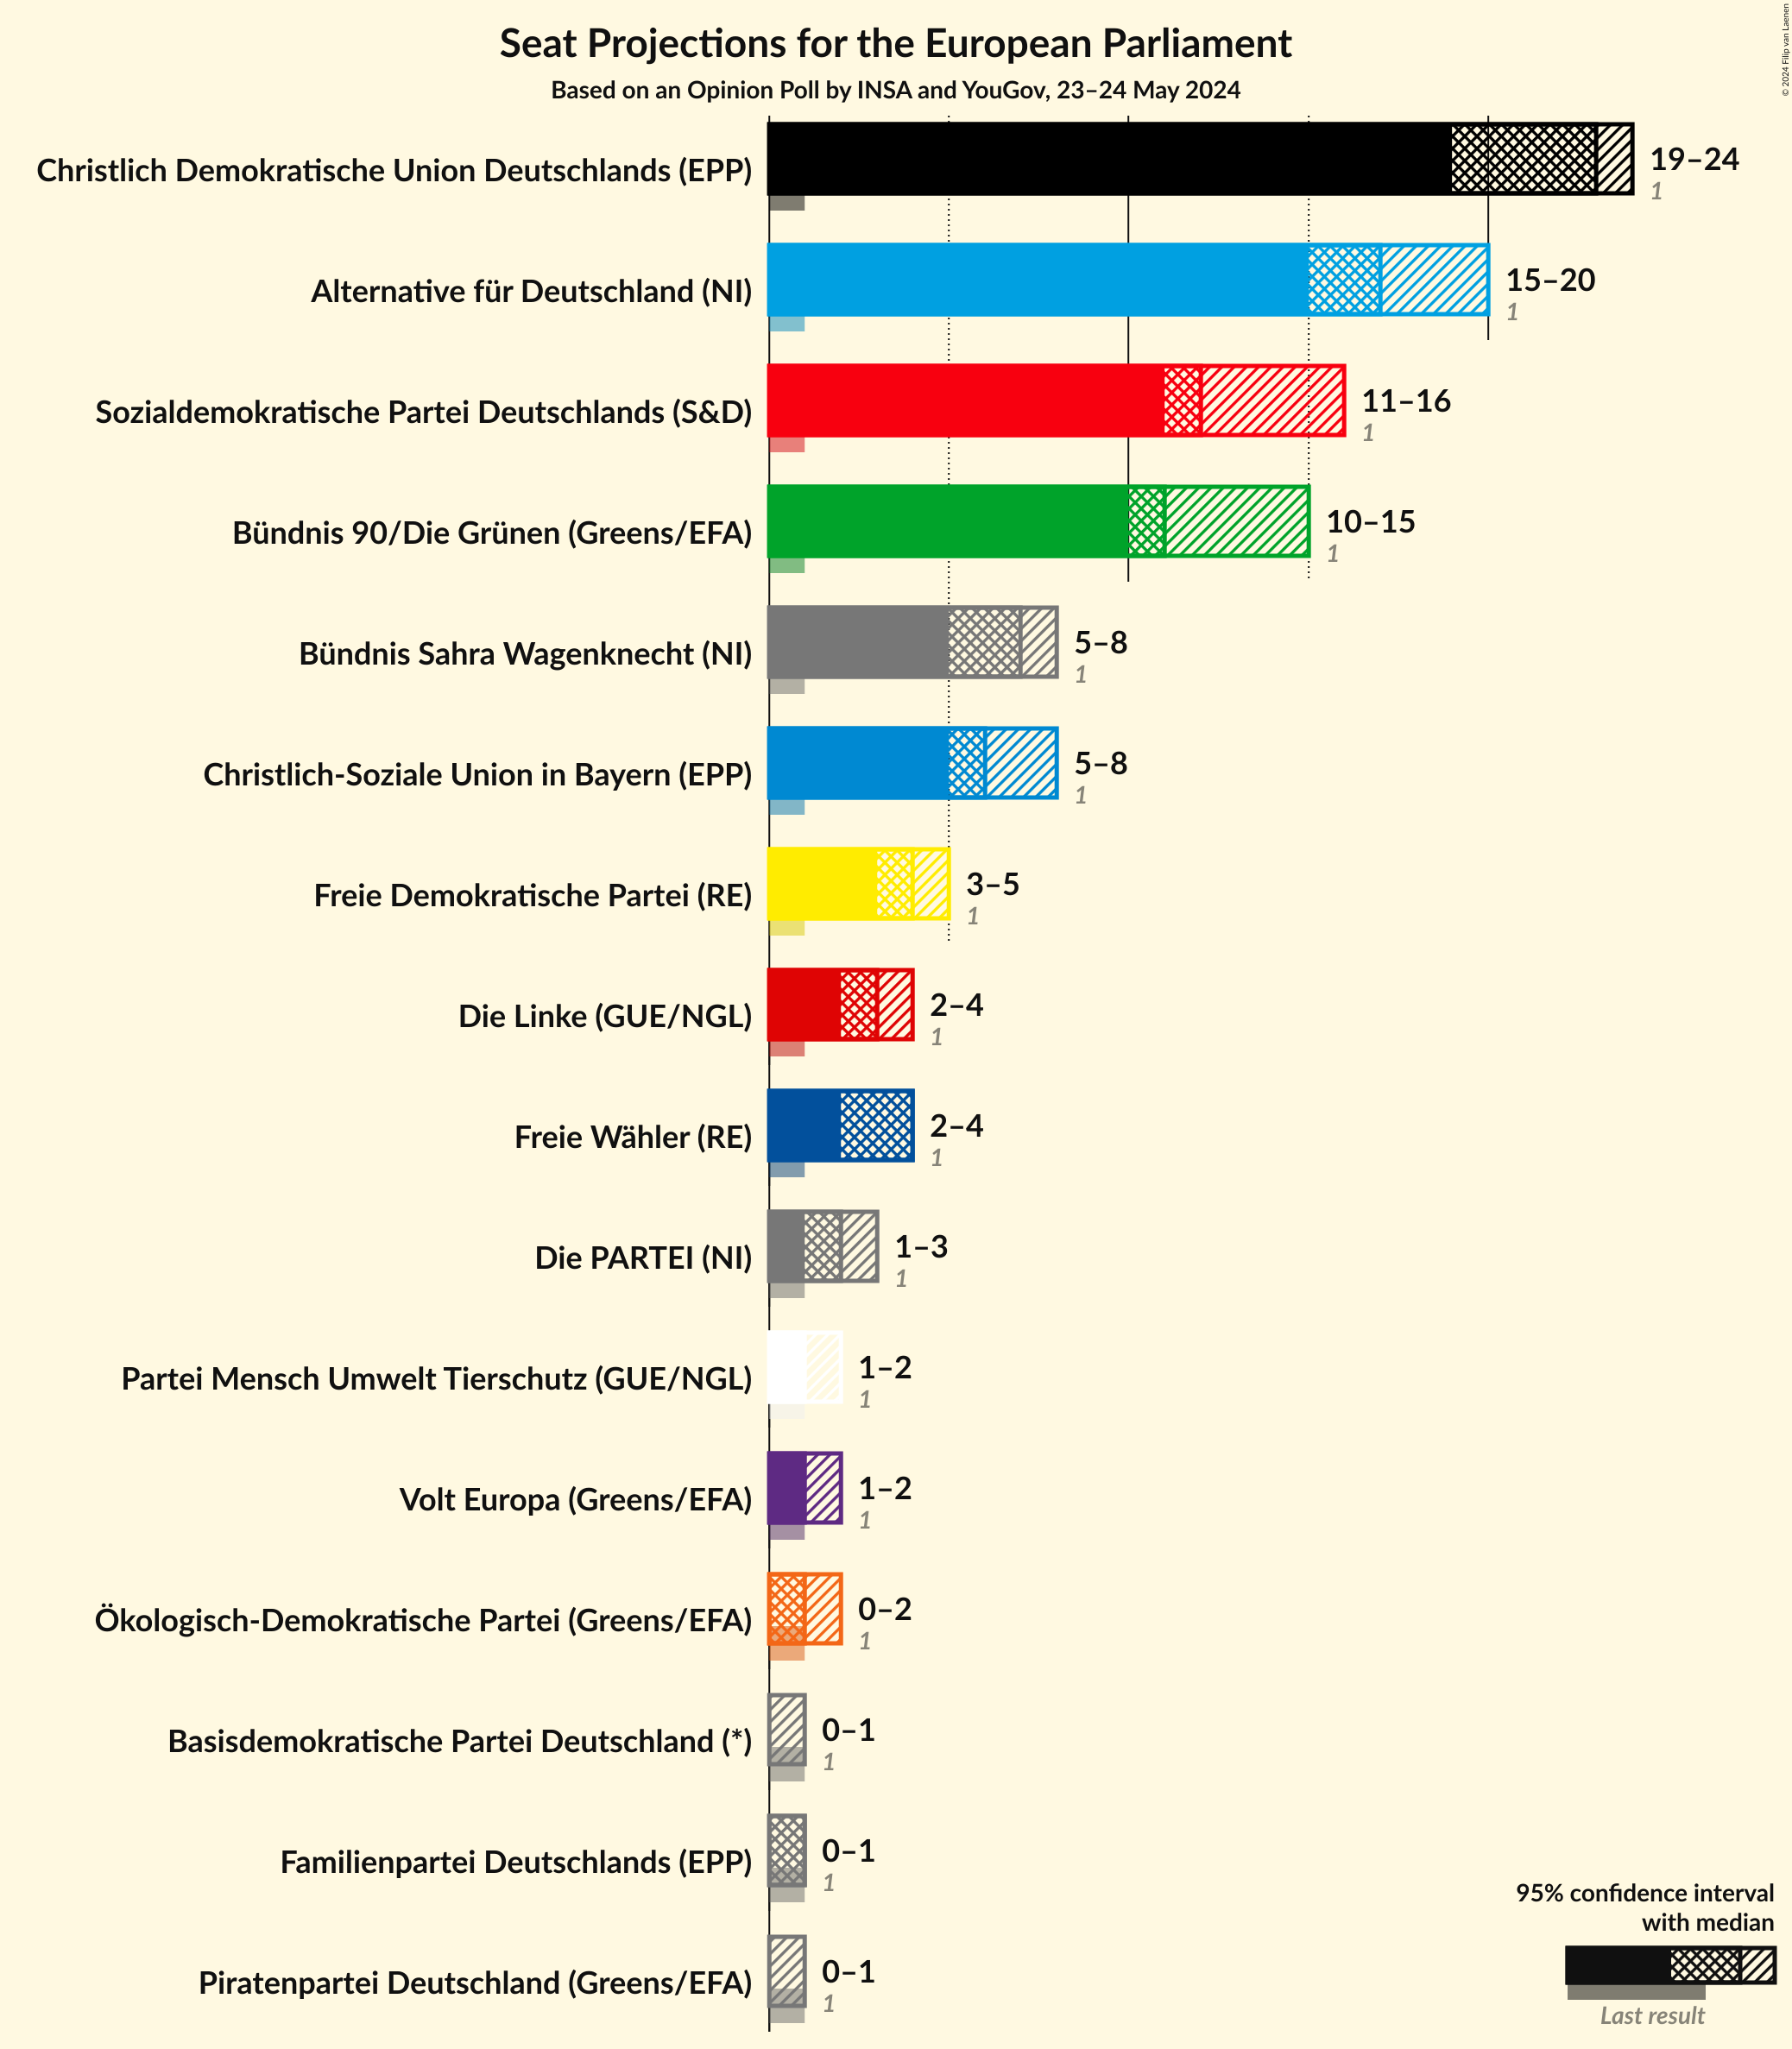 Seat Projections for the European Parliament
Based on an Opinion Poll by INSA and YouGov, 23–24 May 2024
© 2024 Filip van Laenen
Christlich Demokratische Union Deutschlands (EPP)
19–24
1
Alternative für Deutschland (NI)
15–20
1
Sozialdemokratische Partei Deutschlands (S&D)
11–16
1
Bündnis 90/Die Grünen (Greens/EFA)
10–15
1
Bündnis Sahra Wagenknecht (NI)
5–8
1
Christlich-Soziale Union in Bayern (EPP)
5–8
1
Freie Demokratische Partei (RE)
3–5
1
Die Linke (GUE/NGL)
2–4
1
Freie Wähler (RE)
2–4
1
Die PARTEI (NI)
1–3
1
Partei Mensch Umwelt Tierschutz (GUE/NGL)
1–2
1
Volt Europa (Greens/EFA)
1–2
1
Ökologisch-Demokratische Partei (Greens/EFA)
0–2
1
Basisdemokratische Partei Deutschland (*)
0–1
1
Familienpartei Deutschlands (EPP)
0–1
1
Piratenpartei Deutschland (Greens/EFA)
0–1
1
95% confidence interval
with median
Last result